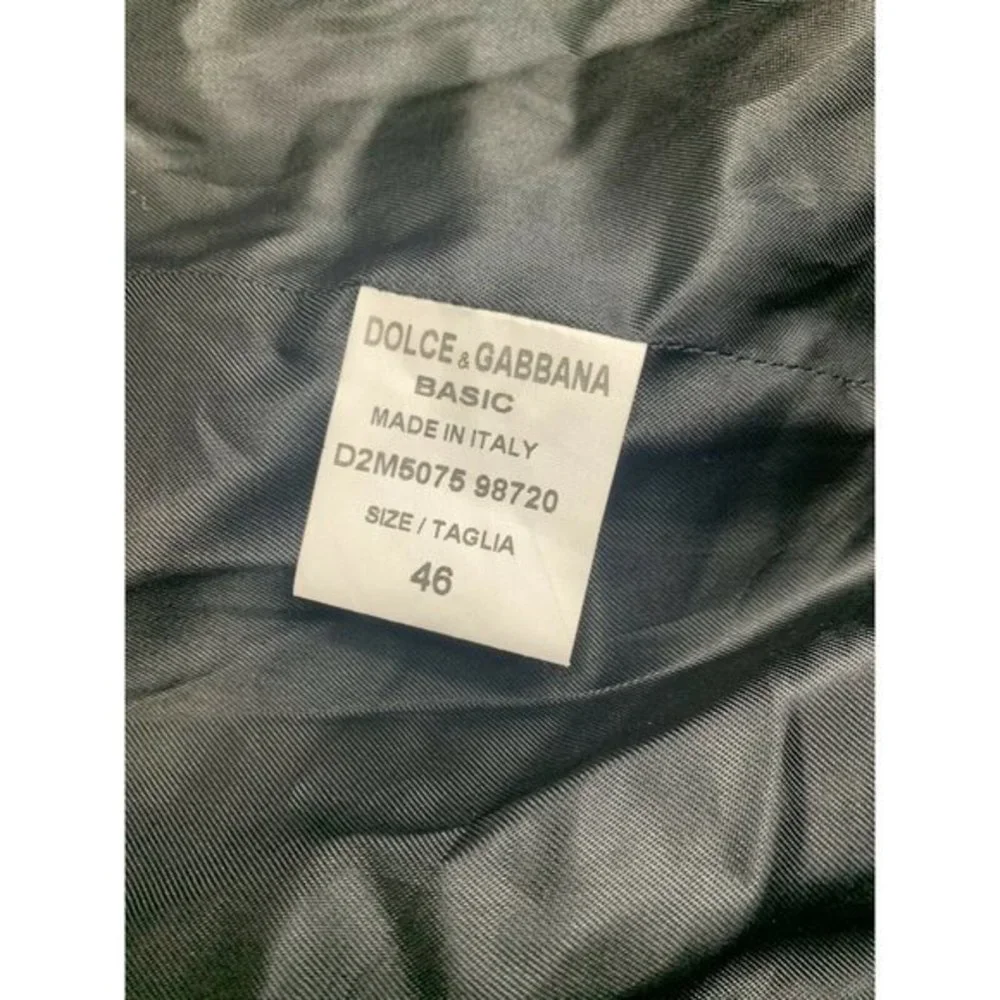 DOLCE & GABBANA
BASIC
MADE IN ITALY
D2M5075 98720
SIZE / TAGLIA
46